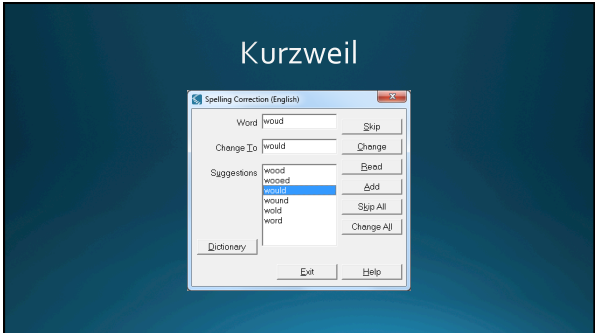 Kurzweil
Spelling Correction (English)
Word woud Skip
Change To would Change
Suggestions
wood
wooed
would
wound
wold
word
Read
Add
Skip All
Change All
Dictionary
Exit Help